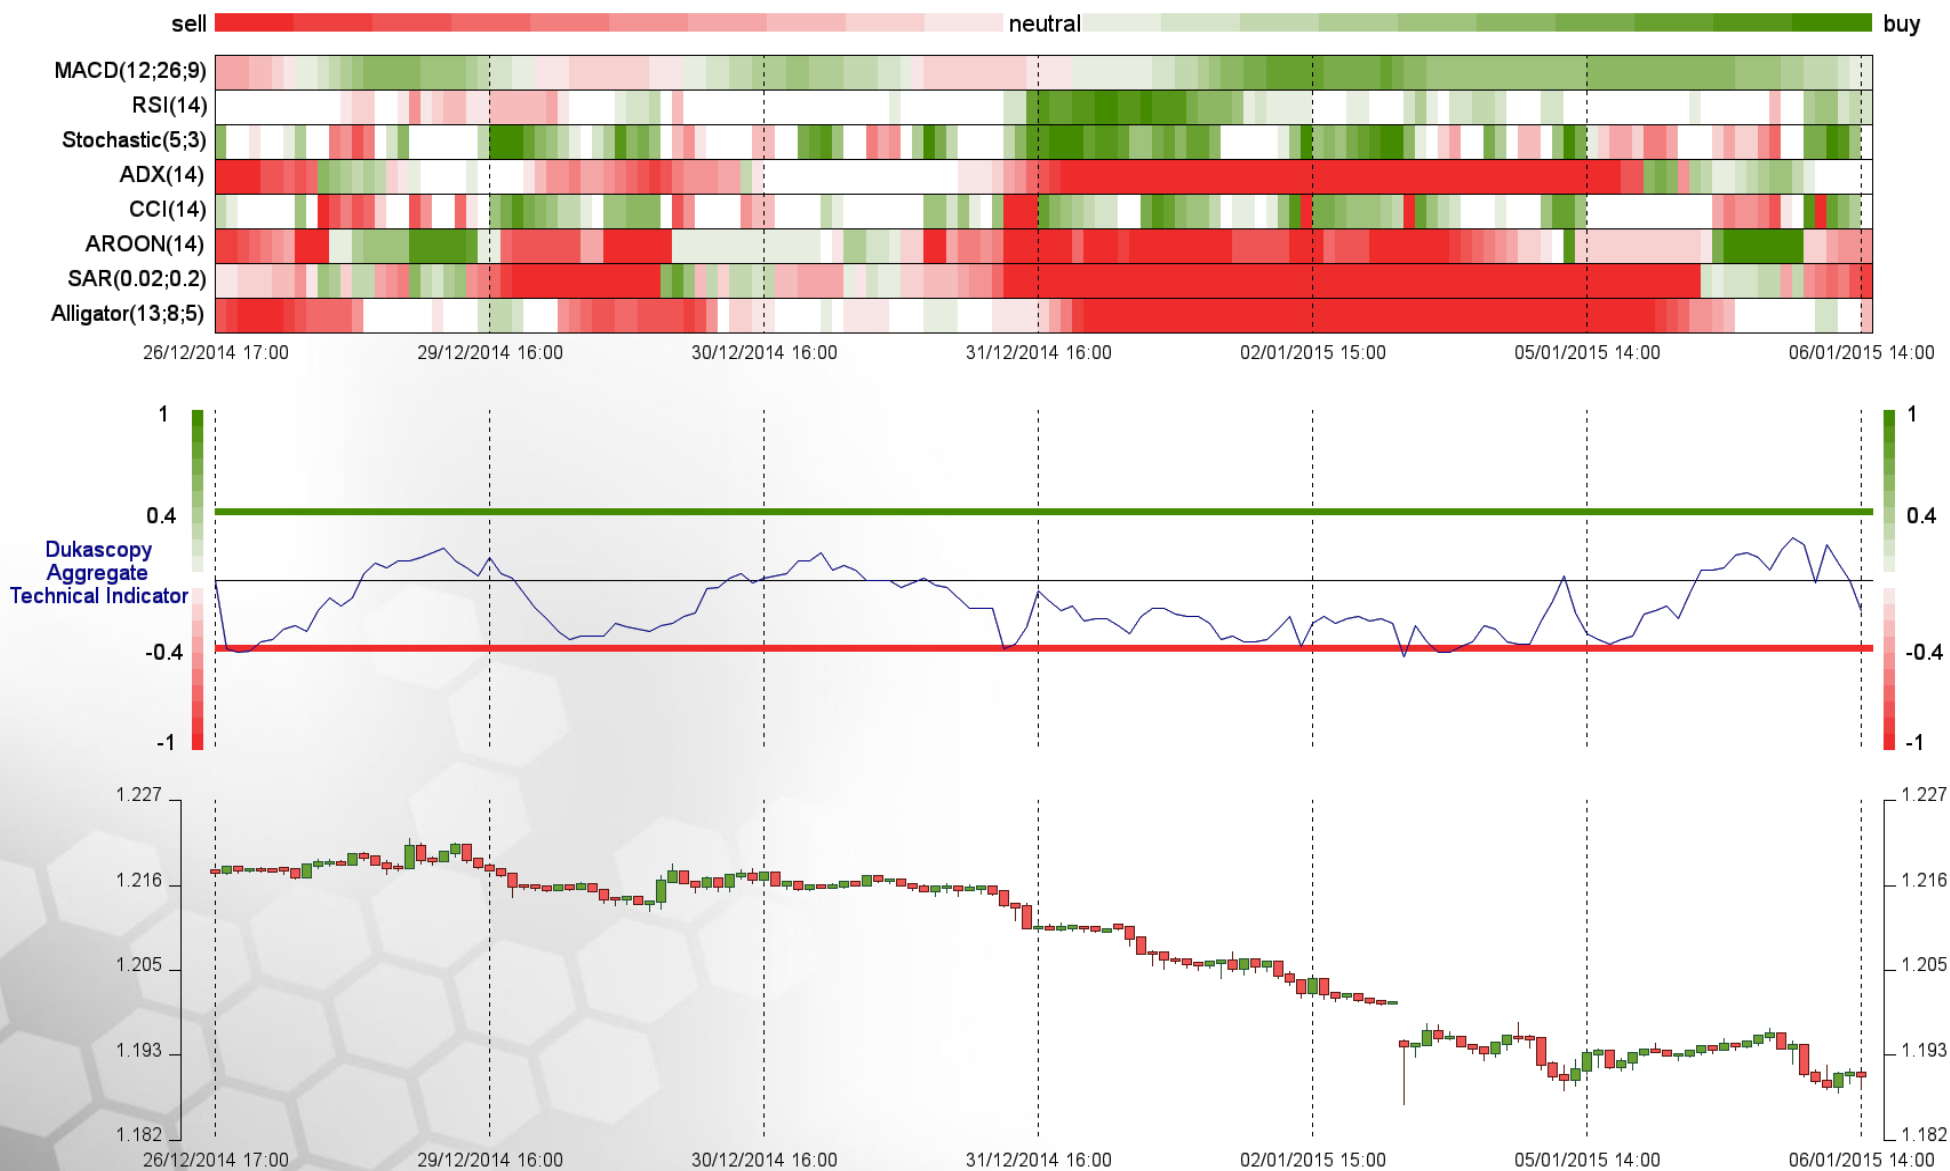 sell neutral buy
MACD(12;26;9)
RSI(14)
Stochastic(5;3)
ADX(14)
CCI(14)
AROON(14)
SAR(0.02;0.2)
Alligator(13;8;5)
26/12/2014 17:00 29/12/2014 16:00 30/12/2014 16:00 31/12/2014 16:00 02/01/2015 15:00 05/01/2015 14:00 06/01/2015 14:00
1 1
0.4 0.4
Dukascopy
Aggregate
Technical Indicator
-0.4 -0.4
-1 -1
1.227 1.227
1.216 1.216
1.205 1.205
1.193 1.193
1.182 1.182
26/12/2014 17:00 29/12/2014 16:00 30/12/2014 16:00 31/12/2014 16:00 02/01/2015 15:00 05/01/2015 14:00 06/01/2015 14:00